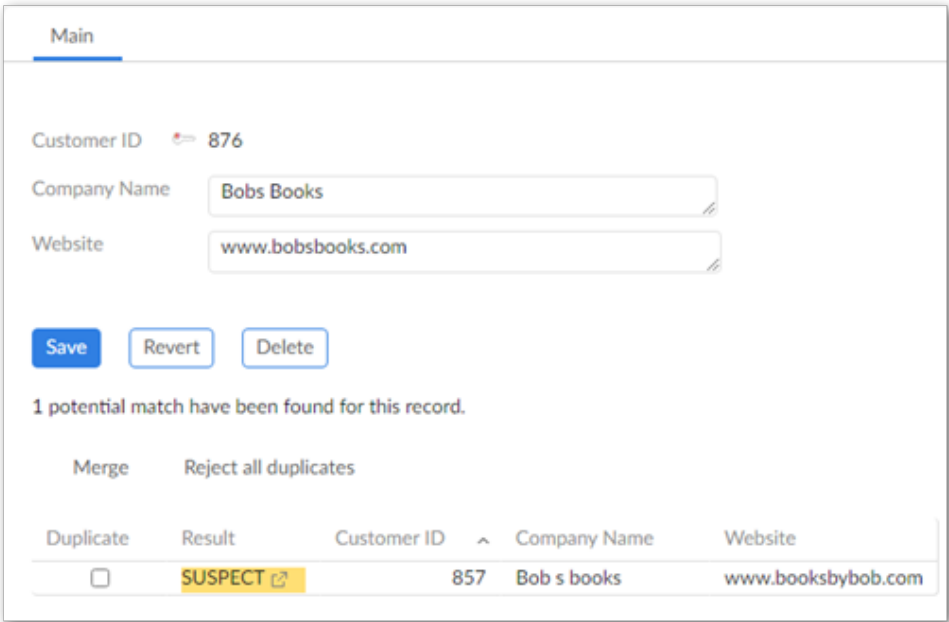 Main
Customer ID 876
Company Name Bobs Books
Website www.bobsbooks.com
Save Revert Delete
1 potential match have been found for this record.
Merge Reject all duplicates
Duplicate Result Customer ID Company Name Website
SUSPECT 857 Bob s books www.booksbybob.com